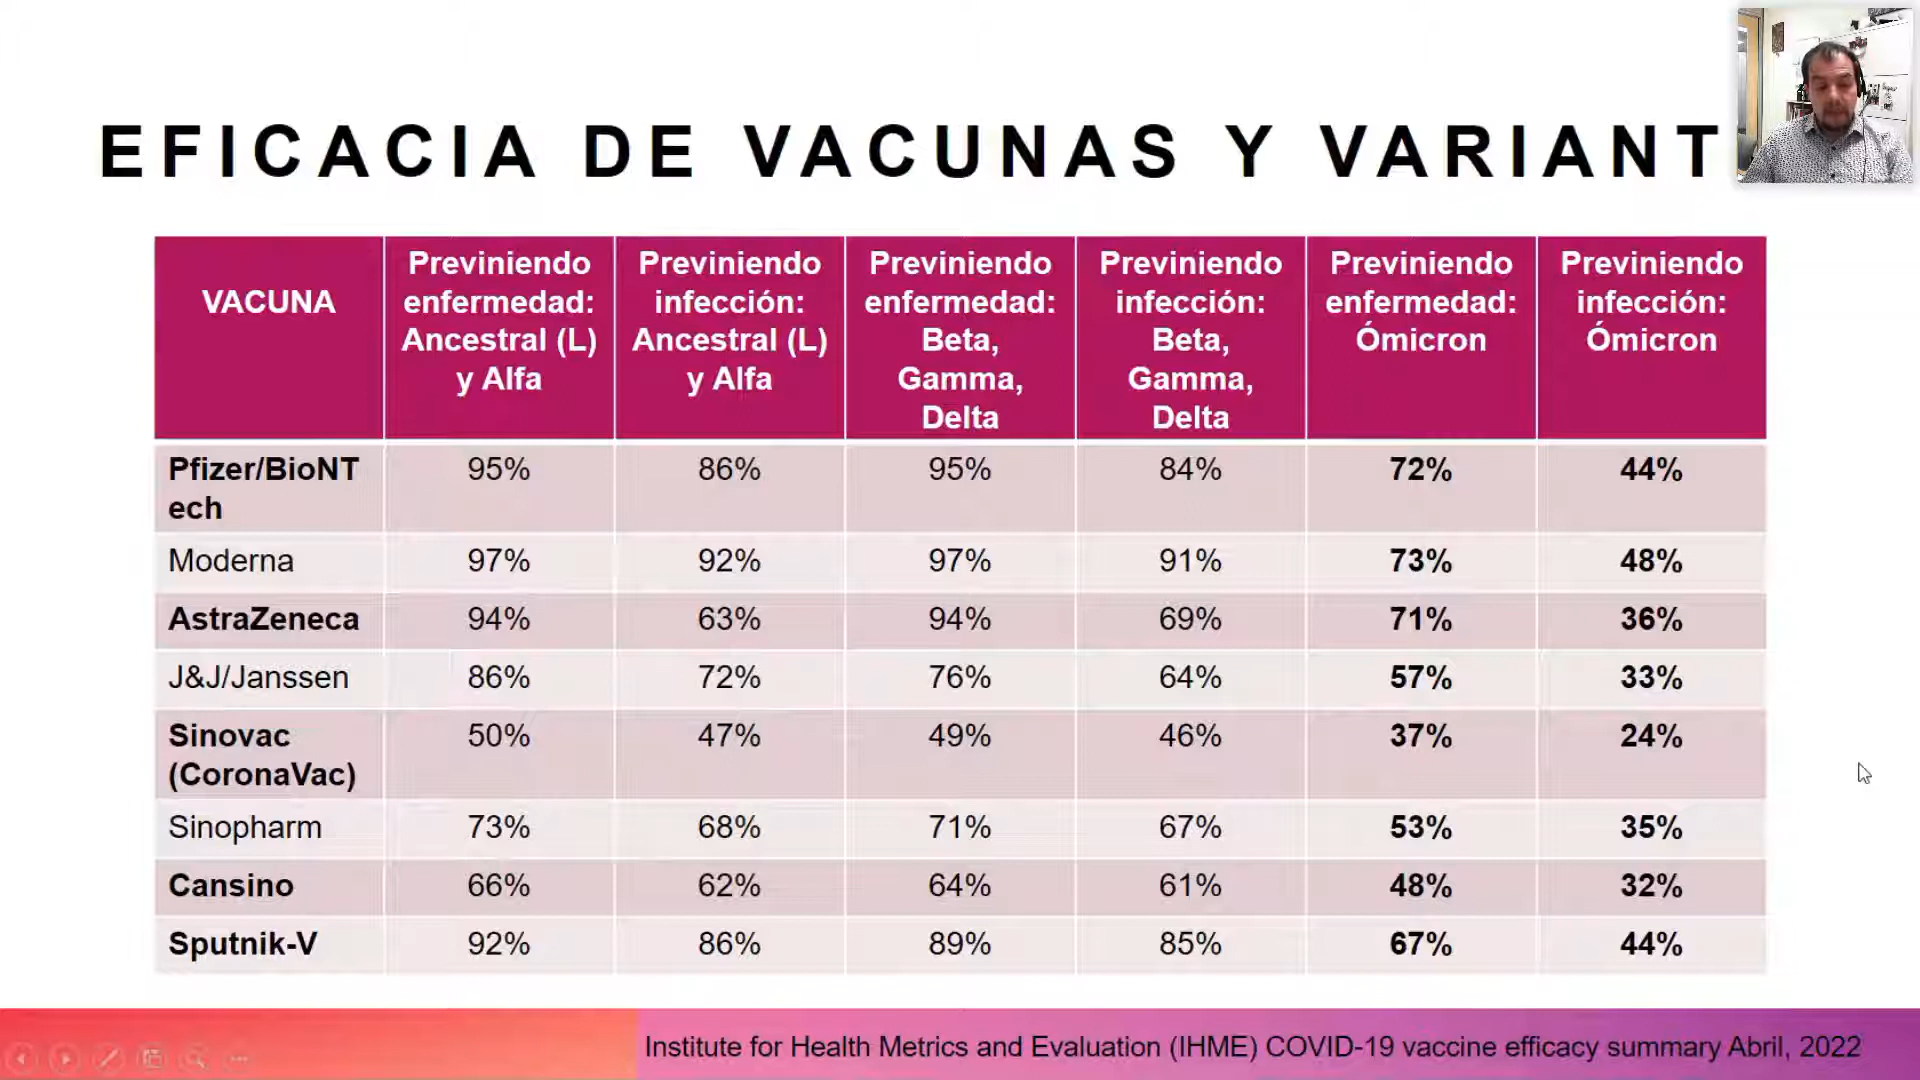 EFICACIA DE VACUNAS Y VARIANT
VACUNA
Previniendo
enfermedad:
Ancestral (L)
y Alfa
Previniendo
infección:
Ancestral (L)
y Alfa
Previniendo
enfermedad:
Beta,
Gamma,
Delta
Previniendo
infección:
Beta,
Gamma,
Delta
Previniendo
enfermedad:
Ómicron
Previniendo
infección:
Ómicron
Pfizer/BioNT
ech
95% 86% 95% 84% 72% 44%
Moderna 97% 92% 97% 91% 73% 48%
AstraZeneca 94% 63% 94% 69% 71% 36%
J&J/Janssen 86% 72% 76% 64% 57% 33%
Sinovac
(CoronaVac)
50% 47% 49% 46% 37% 24%
Sinopharm 73% 68% 71% 67% 53% 35%
Cansino 66% 62% 64% 61% 48% 32%
Sputnik-V 92% 86% 89% 85% 67% 44%
Institute for Health Metrics and Evaluation (IHME) COVID-19 vaccine efficacy summary Abril, 2022